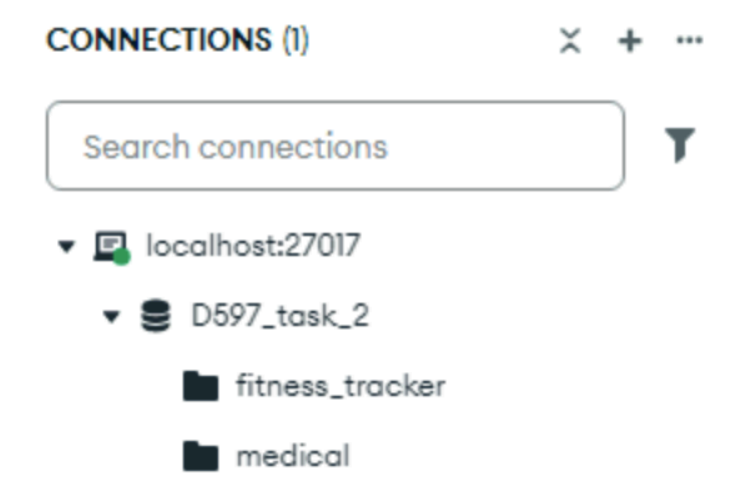 CONNECTIONS (1)
Search connections
localhost:27017
D597_task_2
fitness_tracker
medical